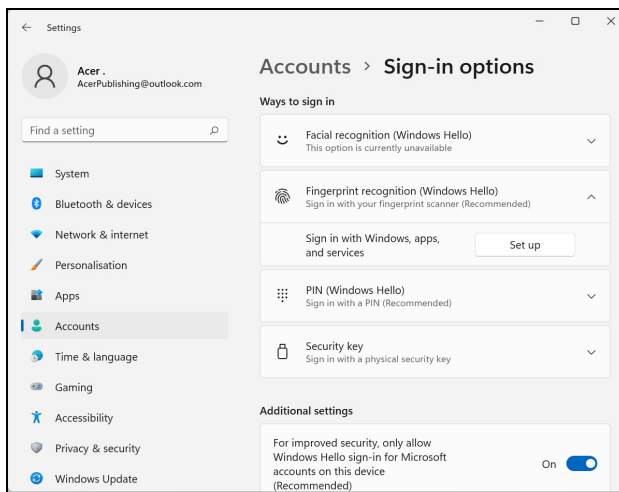 Settings
Acer .
AcerPublishing@outlook.com
Find a setting
System
Bluetooth & devices
Network & internet
Personalisation
Apps
Accounts
Time & language
Gaming
Accessibility
Privacy & security
Windows Update
Accounts > Sign-in options
Ways to sign in
Facial recognition (Windows Hello)
This option is currently unavailable
Fingerprint recognition (Windows Hello)
Sign in with your fingerprint scanner (Recommended)
Sign in with Windows, apps,
and services
Set up
PIN (Windows Hello)
Sign in with a PIN (Recommended)
Security key
Sign in with a physical security key
Additional settings
For improved security, only allow
Windows Hello sign-in for Microsoft
accounts on this device
(Recommended)
On